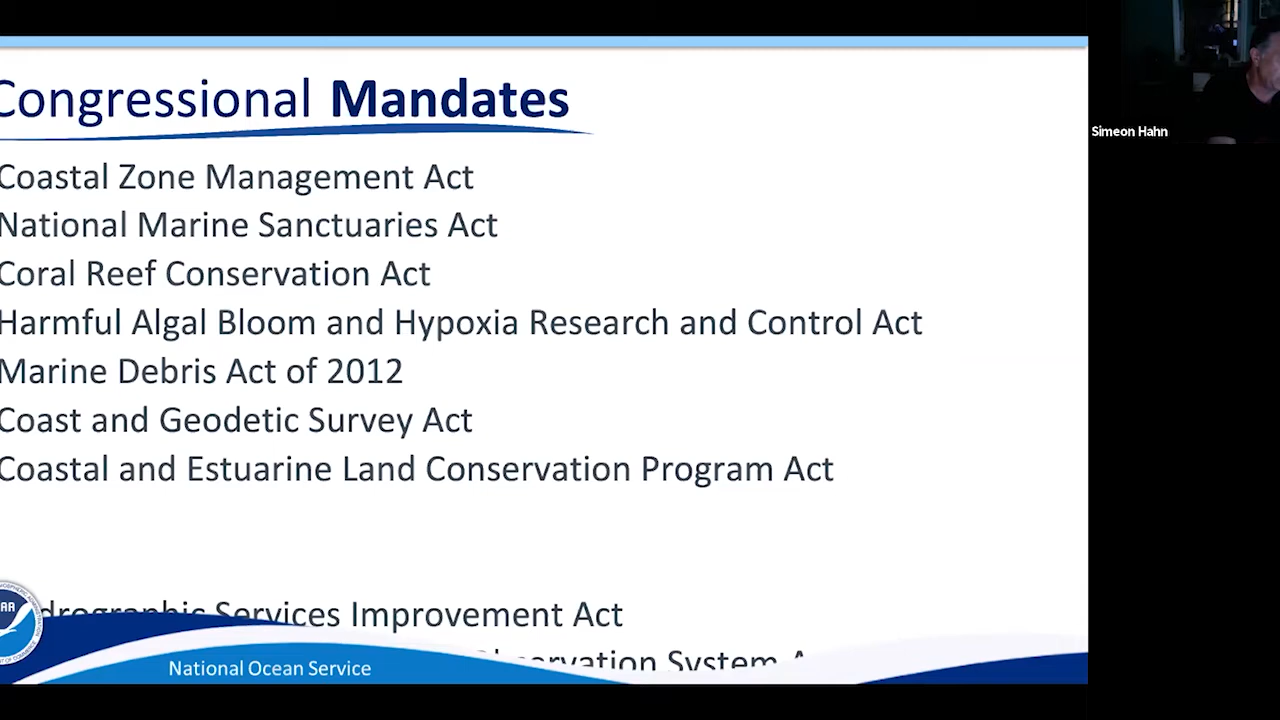 Congressional Mandates
Simeon Hahn
Coastal Zone Management Act
National Marine Sanctuaries Act
Coral Reef Conservation Act
Harmful Algal Bloom and Hypoxia Research and Control Act
Marine Debris Act of 2012
Coast and Geodetic Survey Act
Coastal and Estuarine Land Conservation Program Act
Services Improvement Act
System
National Ocean Service